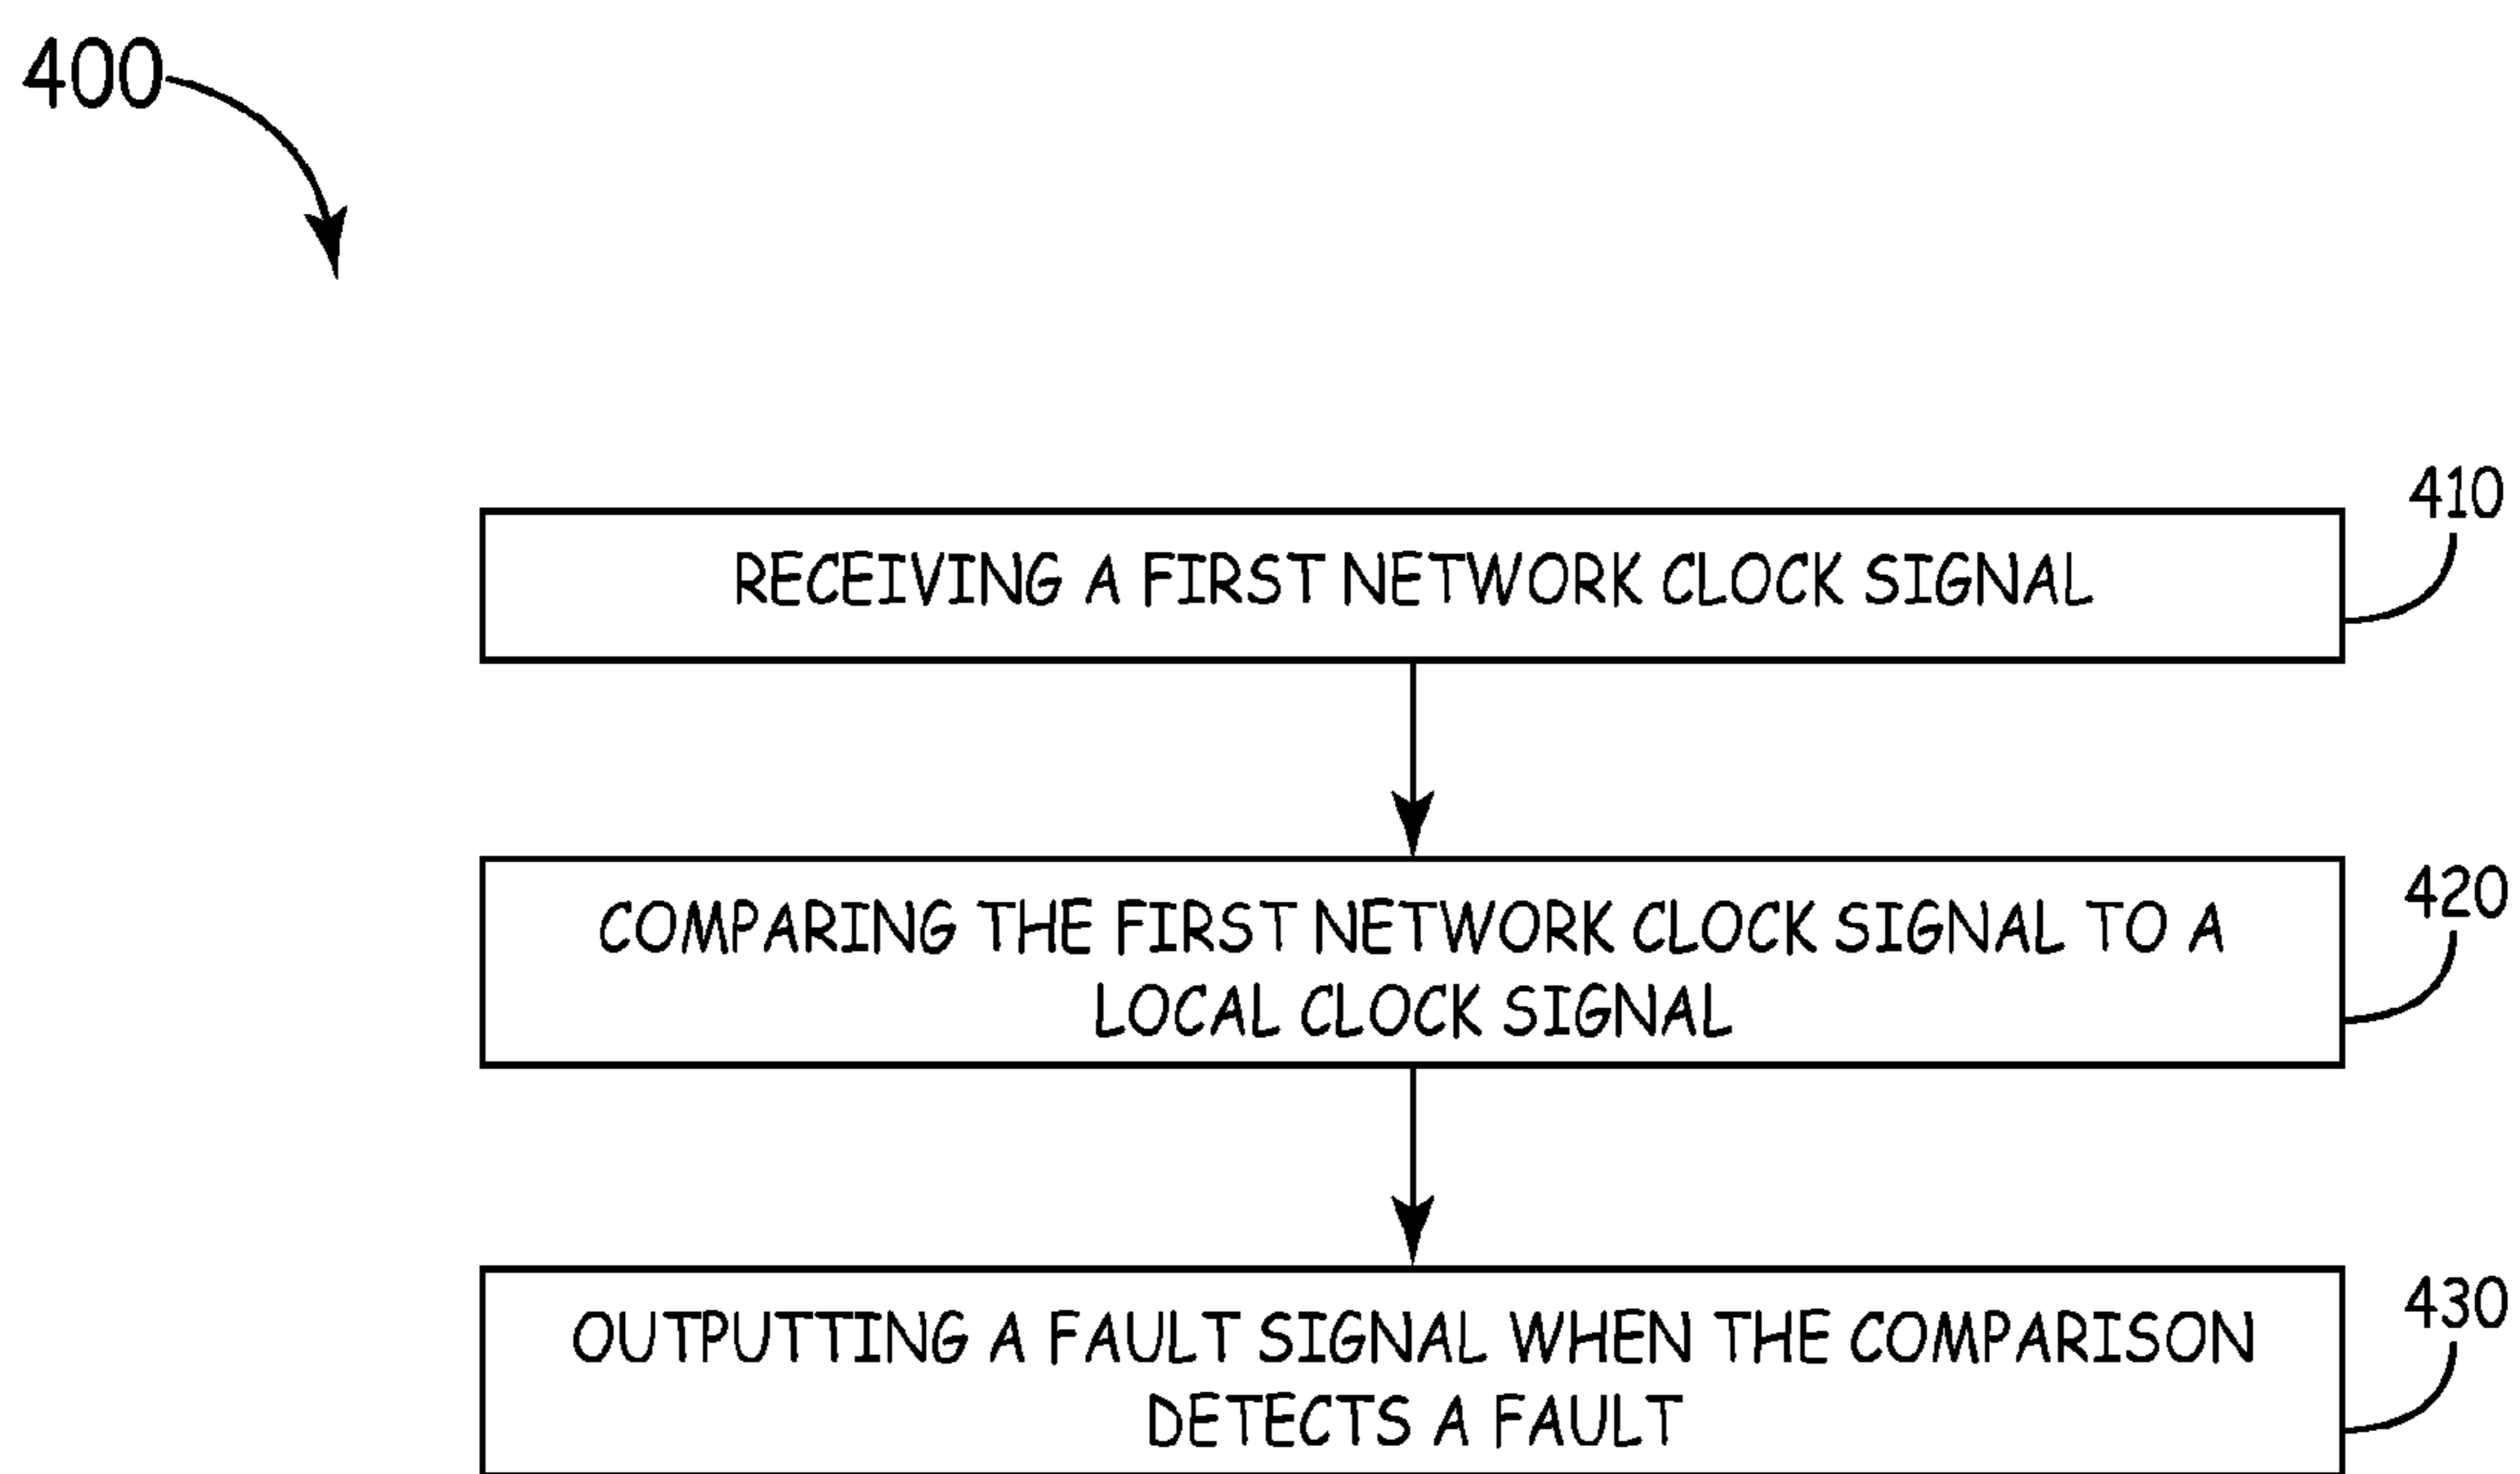 400
410
RECEIVING A FIRST NETWORK CLOCK SIGNAL
420
COMPARING THE FIRST NETWORK CLOCK SIGNAL TO A
LOCAL CLOCK SIGNAL
430
OUTPUTTING A FAULT SIGNAL WHEN THE COMPARISON
DETECTS A FAULT